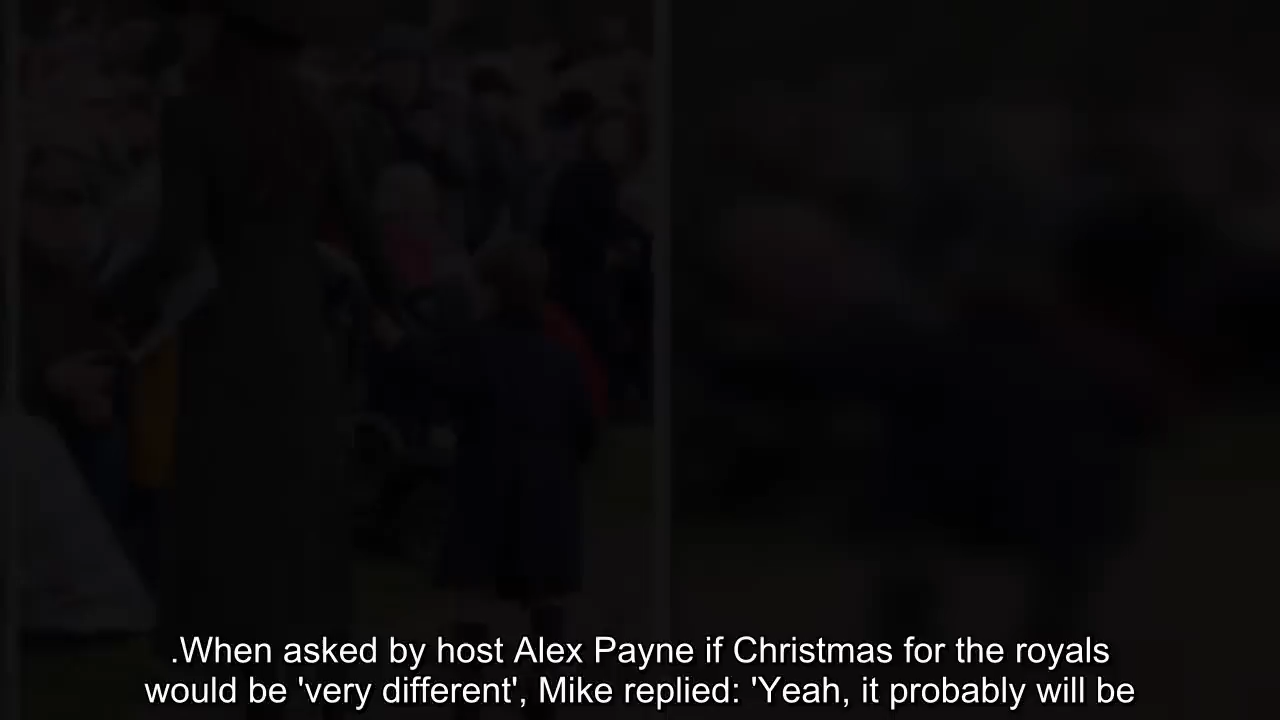 .When asked by host Alex Payne if Christmas for the royals
would be 'very different', Mike replied: 'Yeah, it probably will be